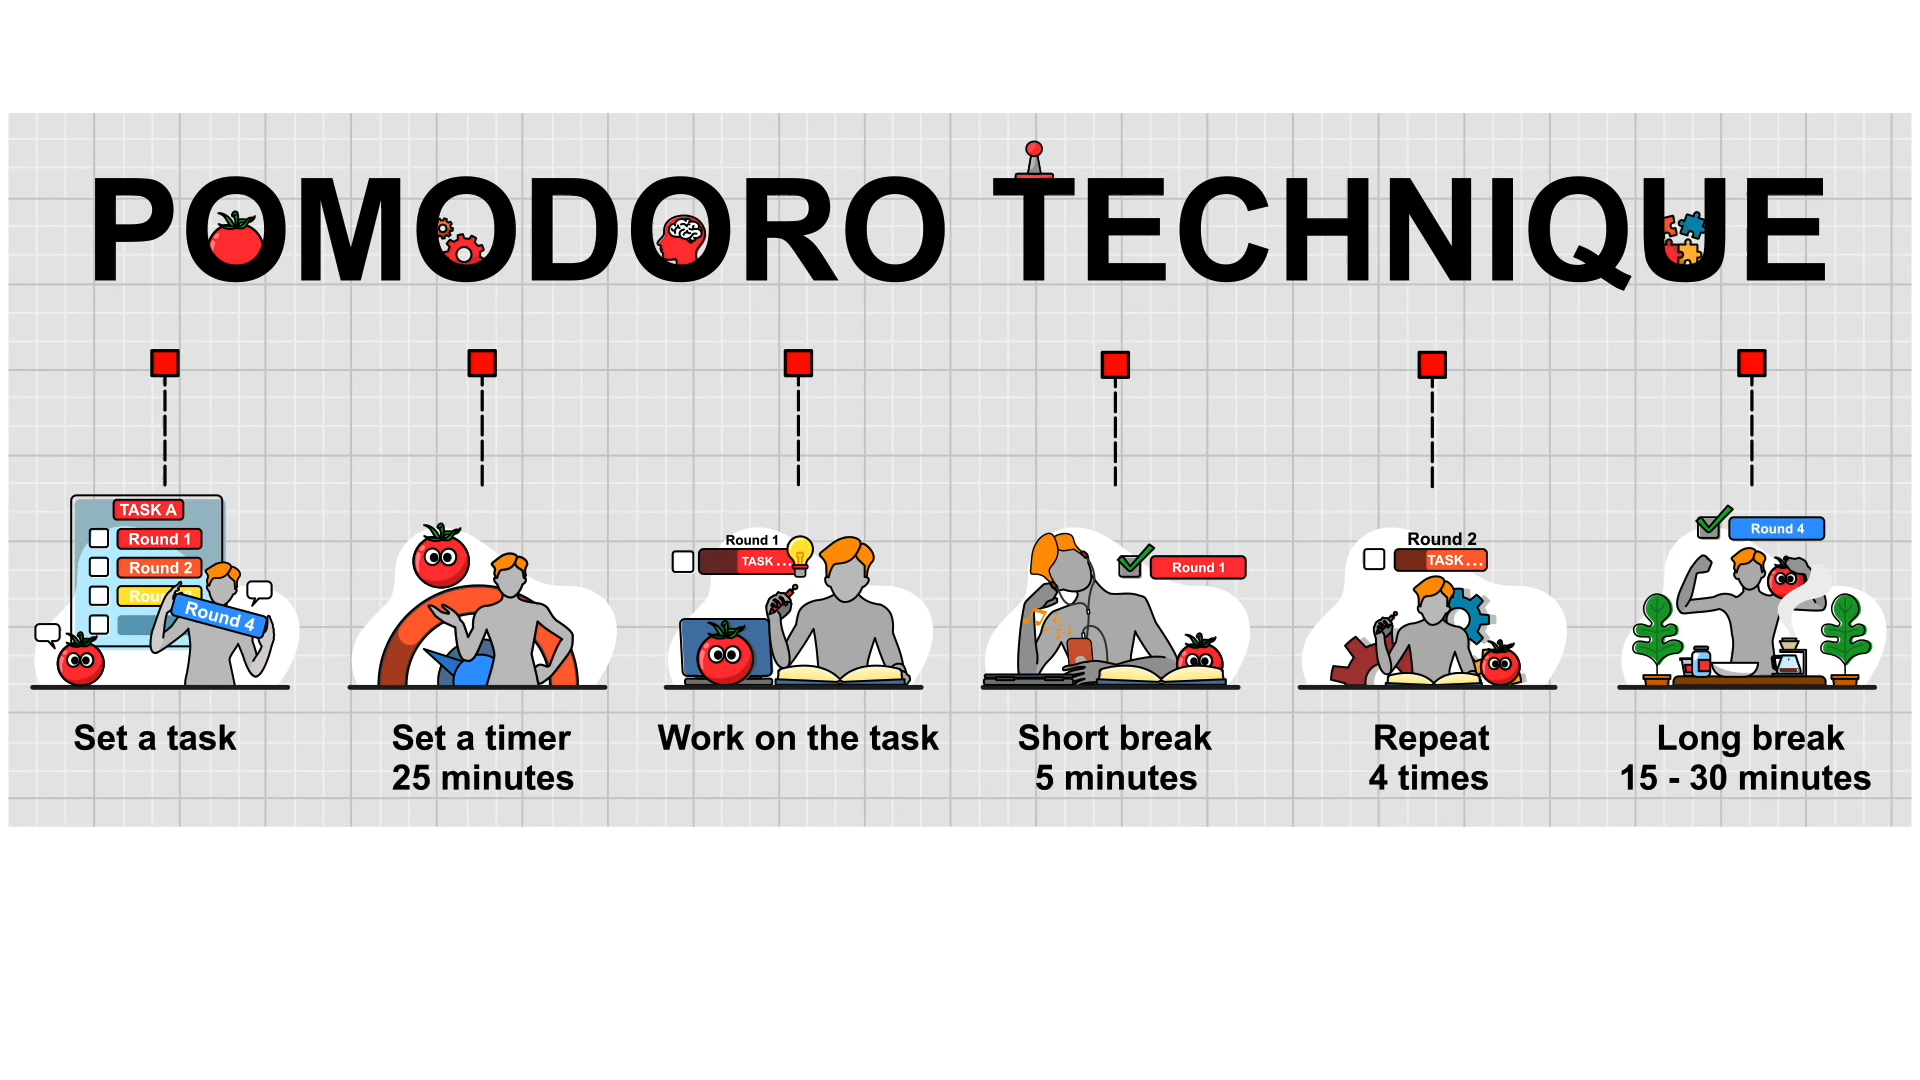 POMODORO TECHNIQUE
TASK A
Round 1
Round 2
Round 4
Set a task
Set a timer
25 minutes
Round 1
TASK...
Work on the task
Round 1
Short break
5 minutes
Round 2
TASK...
Repeat
4 times
Round 4
Long break
15 - 30 minutes